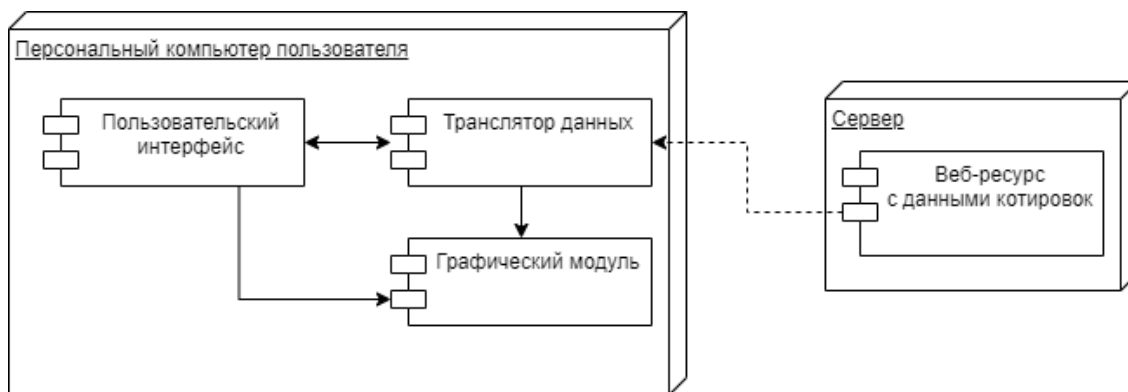 Персональный компьютер пользователя
Пользовательский
интерфейс
Транслятор данных
Графический модуль
Сервер
Веб-ресурс
с данными котировок